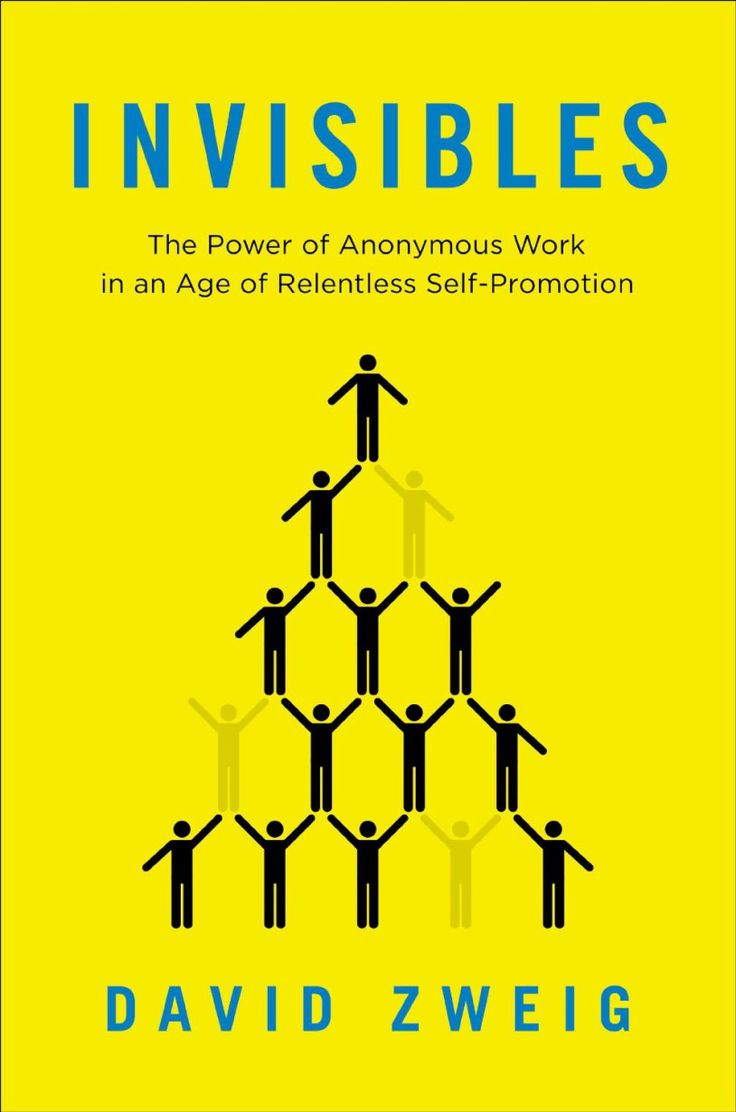 INVISIBLES
The Power of Anonymous Work
in an Age of Relentless Self-Promotion
DAVID ZWEIG